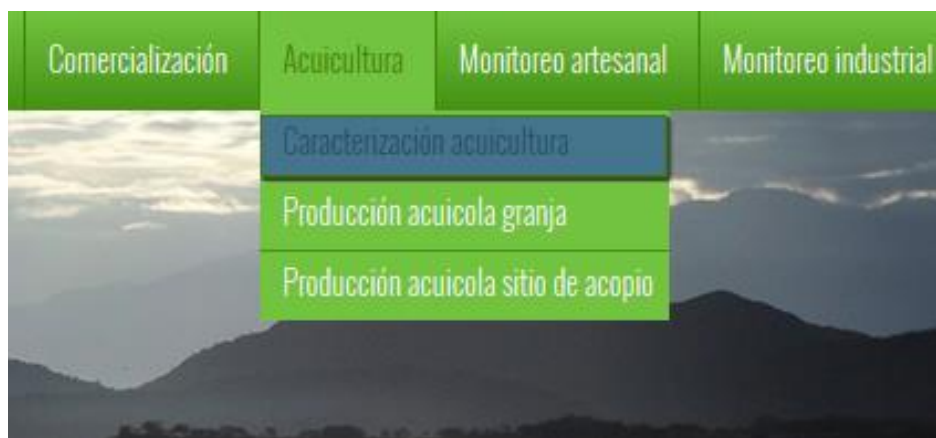 Comercialización
Acuicultura
Monitoreo artesanal
Monitoreo industrial
Caracterización acuicultura
Producción acuicola granja
Producción acuicola sitio de acopio